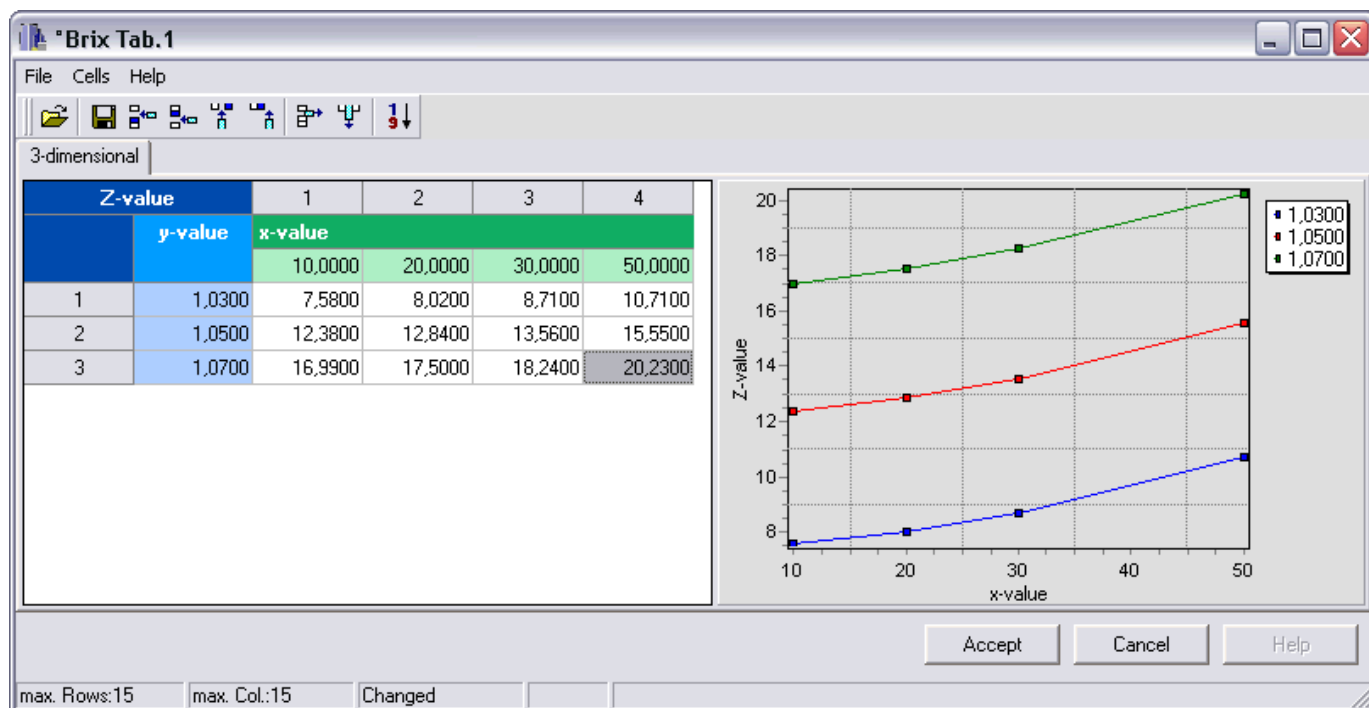 °Brix Tab.1
File Cells Help
3-dimensional
Z-value 1 2 3 4
y-value x-value
10,0000 20,0000 30,0000 50,0000
1 1,0300 7,5800 8,0200 8,7100 10,7100
2 1,0500 12,3800 12,8400 13,5600 15,5500
3 1,0700 16,9900 17,5000 18,2400 20,2300
20
18
16
14
12
10
8
Z-value
10 20 30 40 50
x-value
1,0300
1,0500
1,0700
Accept Cancel Help
max. Rows:15 max. Col.:15 Changed